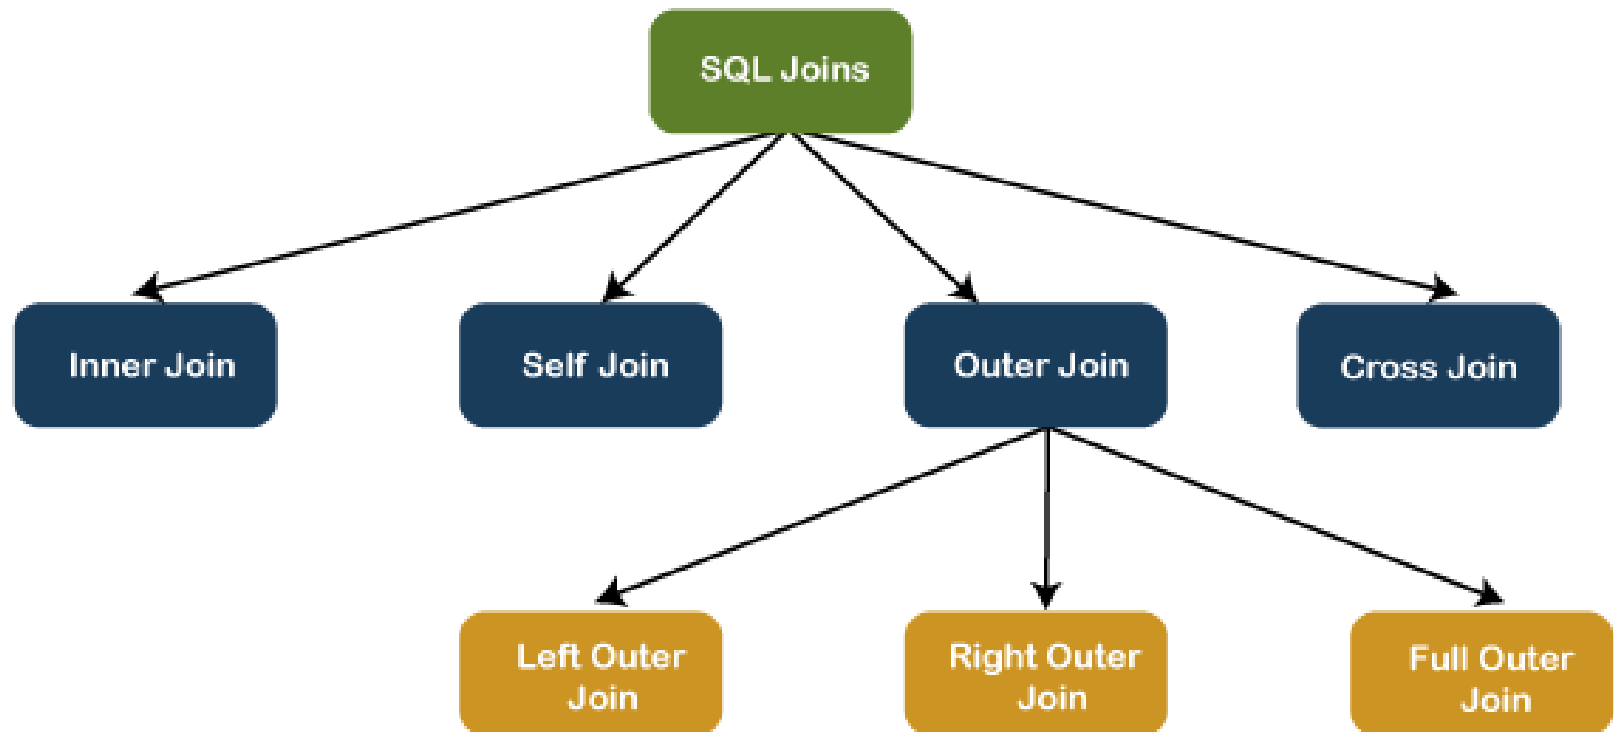 SQL Joins
Inner Join
Self Join
Outer Join
Cross Join
Left Outer
Join
Right Outer
Join
Full Outer
Join